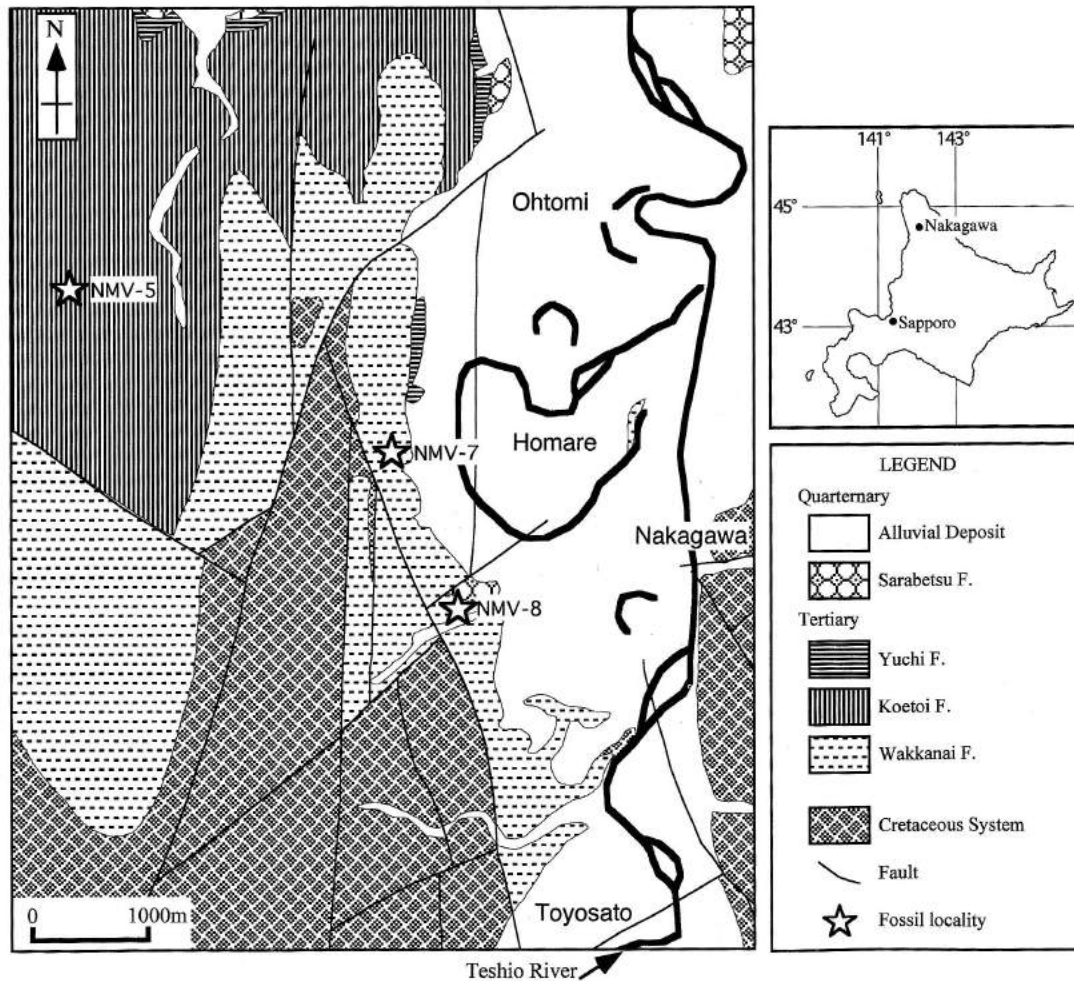 N
Ohtomi
NMV-5
Homare
NMV-7
Nakagawa
NMV-8
Toyosato
0 1000m
Teshio River
141° 143°
45°
Nakagawa
43°
Sapporo
LEGEND
Quarternary
Alluvial Deposit
Sarabetsu F.
Tertiary
Yuchi F.
Koetoi F.
Wakkanai F.
Cretaceous System
Fault
Fossil locality